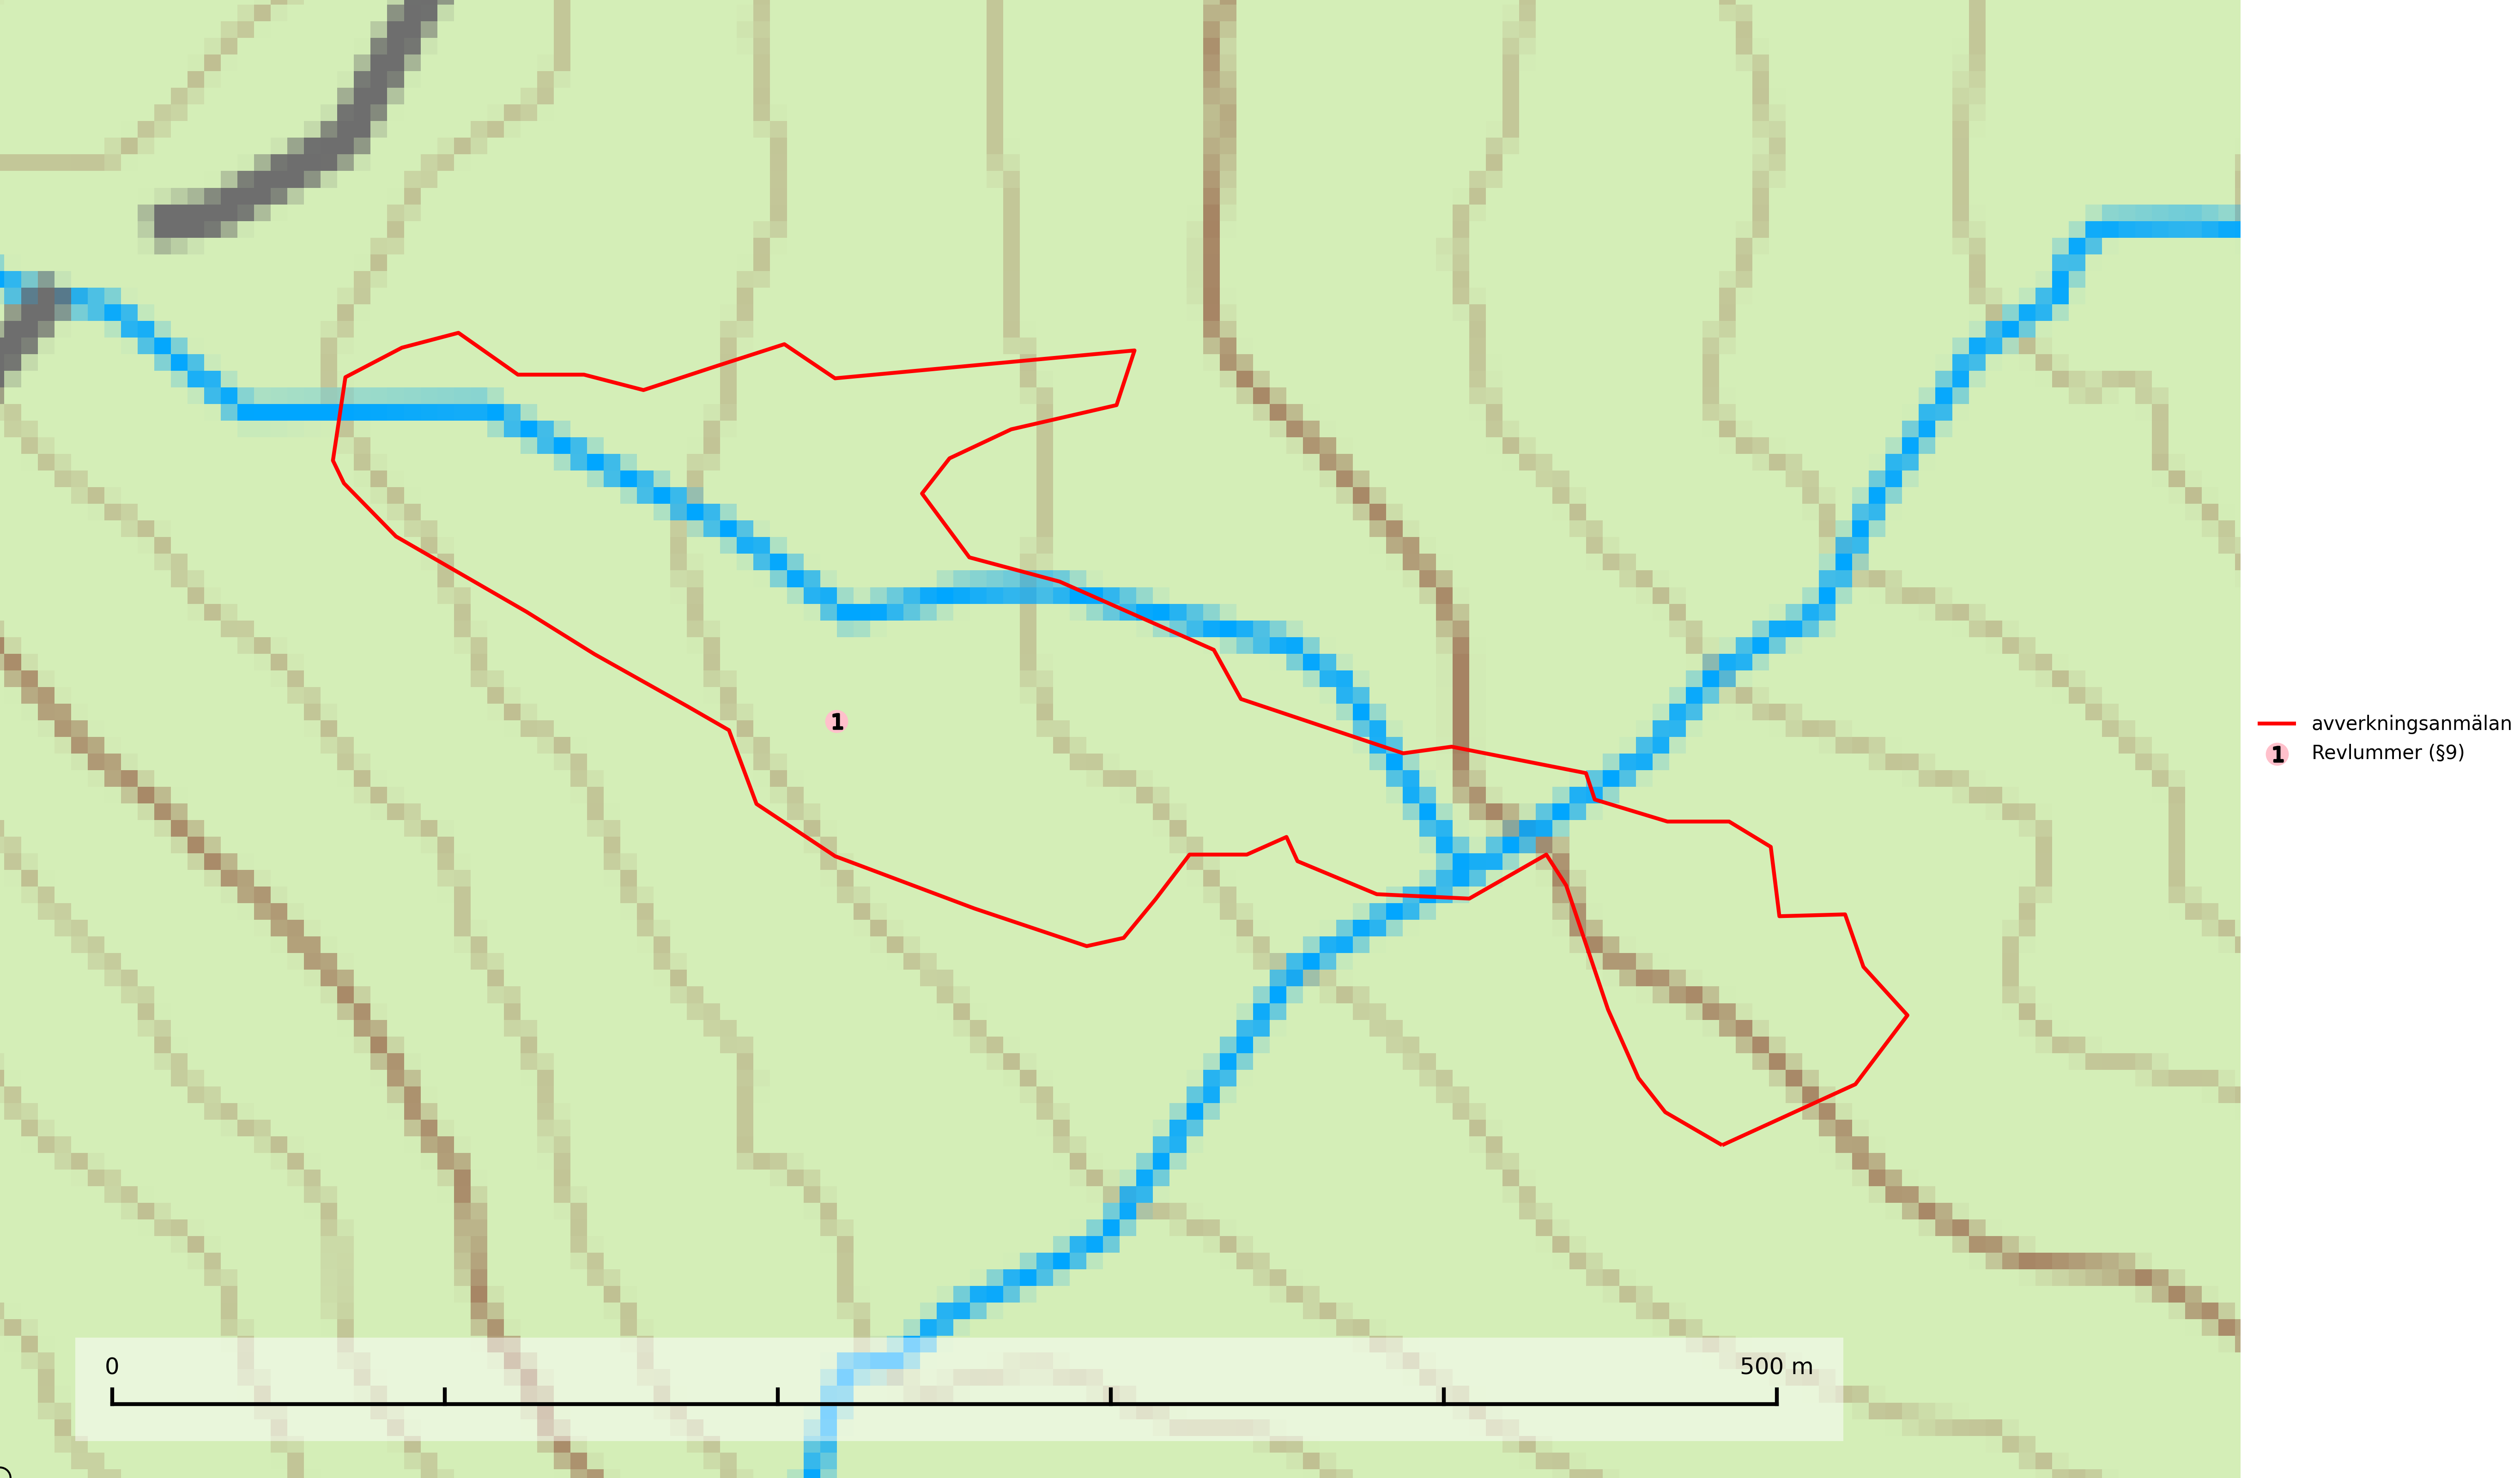 1
avverkningsanmälan
1 Revlummer (§9)
0 500 m